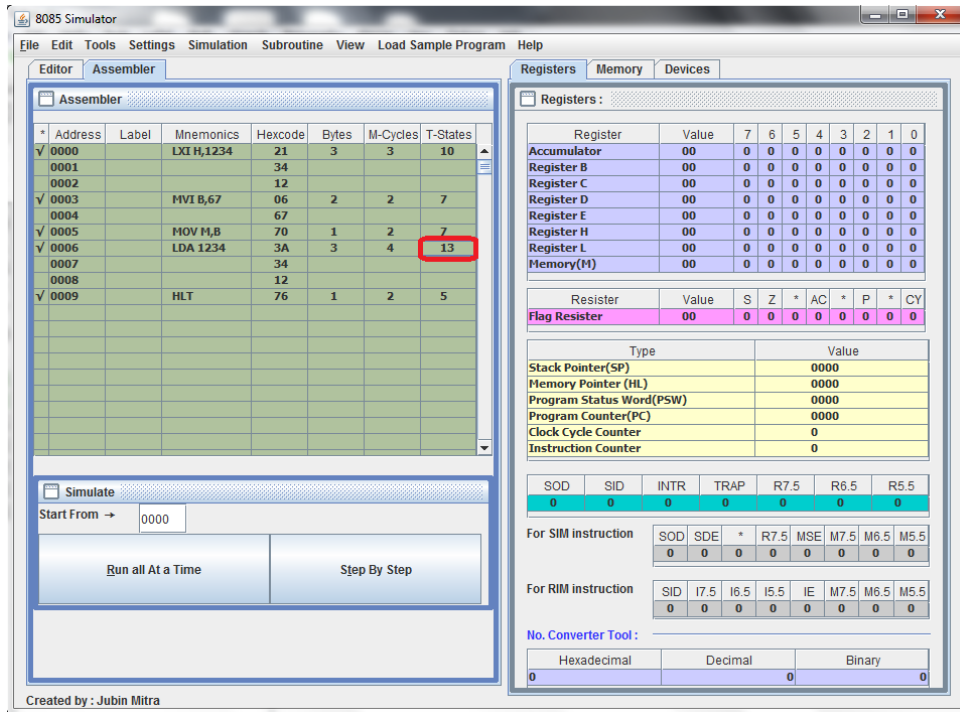 8085 Simulator
File Edit Tools Settings Simulation Subroutine View Load Sample Program Help
Editor Assembler
Assembler
* Address Label Mnemonics Hexcode Bytes M-Cycles T-States
√ 0000 LXI H,1234 21 3 3 10
0001 34
0002 12
√ 0003 MVI B,67 06 2 2 7
0004 67
√ 0005 MOV M,B 70 1 2 7
√ 0006 LDA 1234 3A 3 4 13
0007 34
0008 12
√ 0009 HLT 76 1 2 5
Simulate
Start From → 0000
Run all At a Time Step By Step
Created by : Jubin Mitra
Registers Memory Devices
Registers :
Register Value 7 6 5 4 3 2 1 0
Accumulator 00 0 0 0 0 0 0 0 0
Register B 00 0 0 0 0 0 0 0 0
Register C 00 0 0 0 0 0 0 0 0
Register D 00 0 0 0 0 0 0 0 0
Register E 00 0 0 0 0 0 0 0 0
Register H 00 0 0 0 0 0 0 0 0
Register L 00 0 0 0 0 0 0 0 0
Memory(M) 00 0 0 0 0 0 0 0 0
Resister Value S Z * AC * P * CY
Flag Resister 00 0 0 0 0 0 0 0 0
Type Value
Stack Pointer(SP) 0000
Memory Pointer (HL) 0000
Program Status Word(PSW) 0000
Program Counter(PC) 0000
Clock Cycle Counter 0
Instruction Counter 0
SOD SID INTR TRAP R7.5 R6.5 R5.5
0 0 0 0 0 0 0
For SIM instruction SOD SDE * R7.5 MSE M7.5 M6.5 M5.5
0 0 0 0 0 0 0 0
For RIM instruction SID I7.5 I6.5 I5.5 IE M7.5 M6.5 M5.5
0 0 0 0 0 0 0 0
No. Converter Tool :
Hexadecimal Decimal Binary
0 0 0